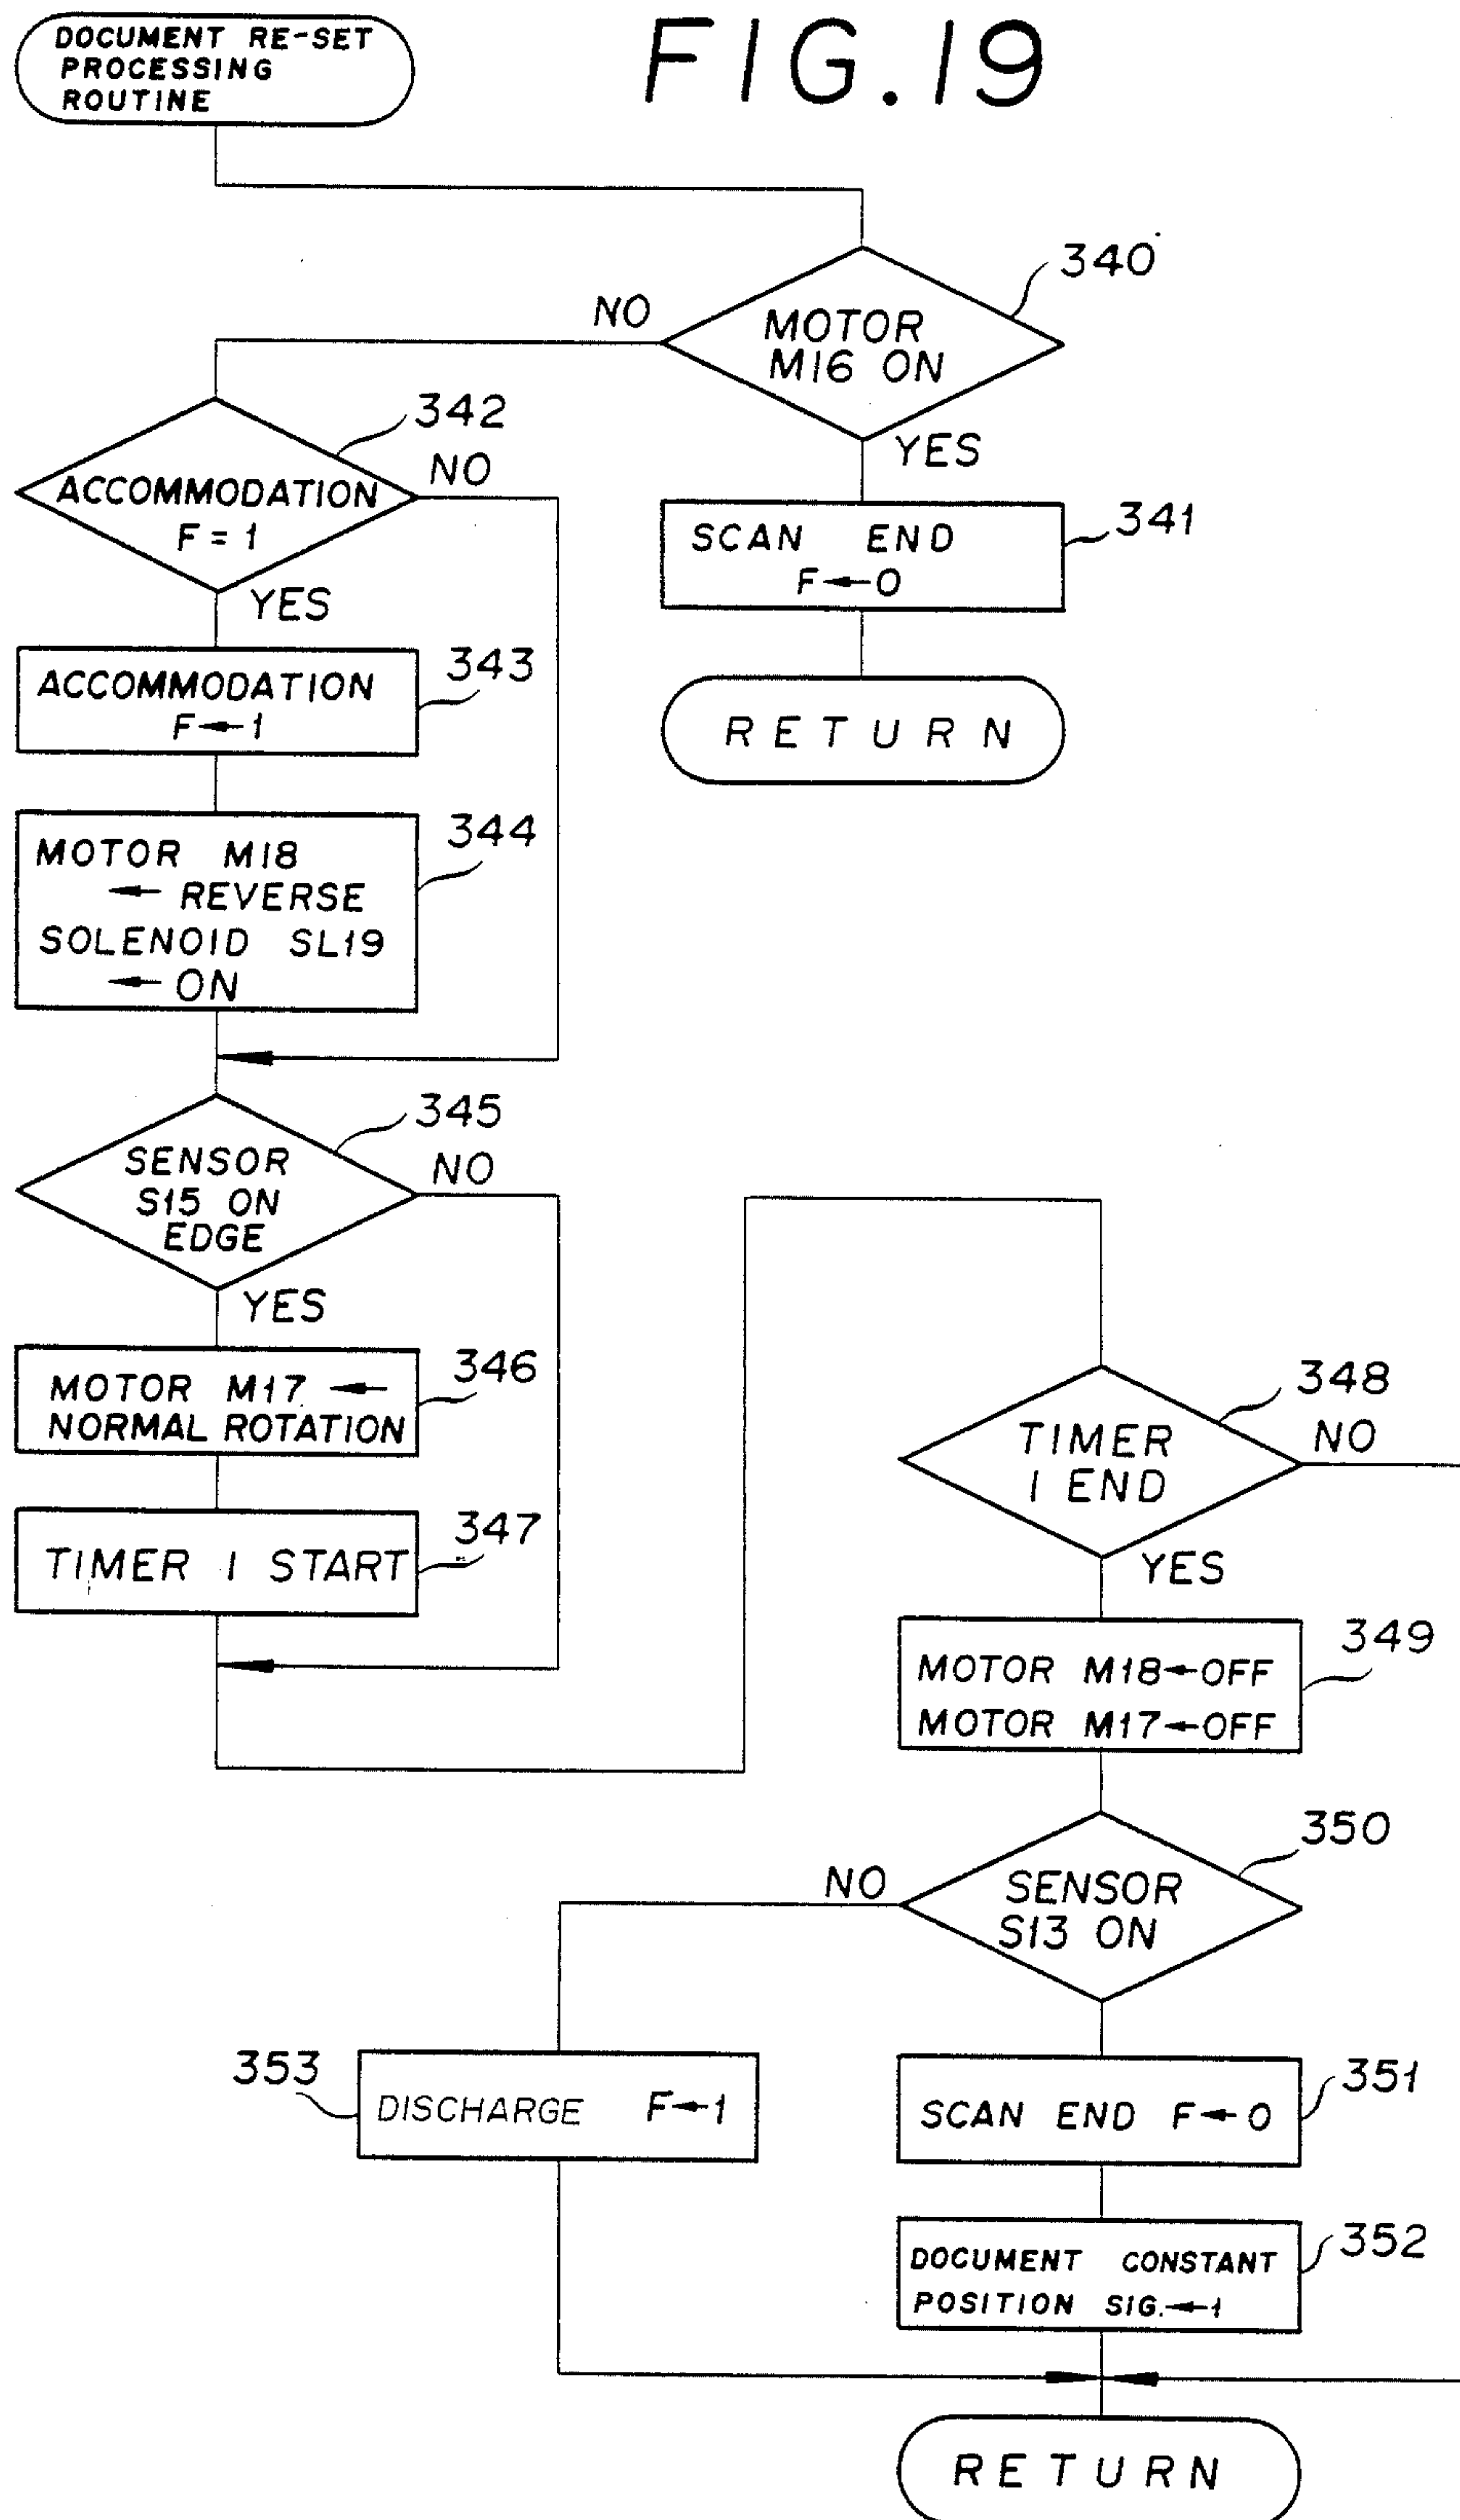 FIG.19
DOCUMENT RE-SET
PROCESSING
ROUTINE
340
NO
MOTOR
M16 ON
YES
342
NO
ACCOMMODATION
F=1
YES
341
SCAN END
F←0
RETURN
343
ACCOMMODATION
F←1
344
MOTOR M18
← REVERSE
SOLENOID SL19
← ON
345
NO
SENSOR
S15 ON
EDGE
YES
346
MOTOR M17 ←
NORMAL ROTATION
347
TIMER 1 START
348
NO
TIMER
1 END
YES
349
MOTOR M18←OFF
MOTOR M17←OFF
350
NO
SENSOR
S13 ON
353
DISCHARGE F←1
351
SCAN END F←0
352
DOCUMENT CONSTANT
POSITION SIG.←1
RETURN